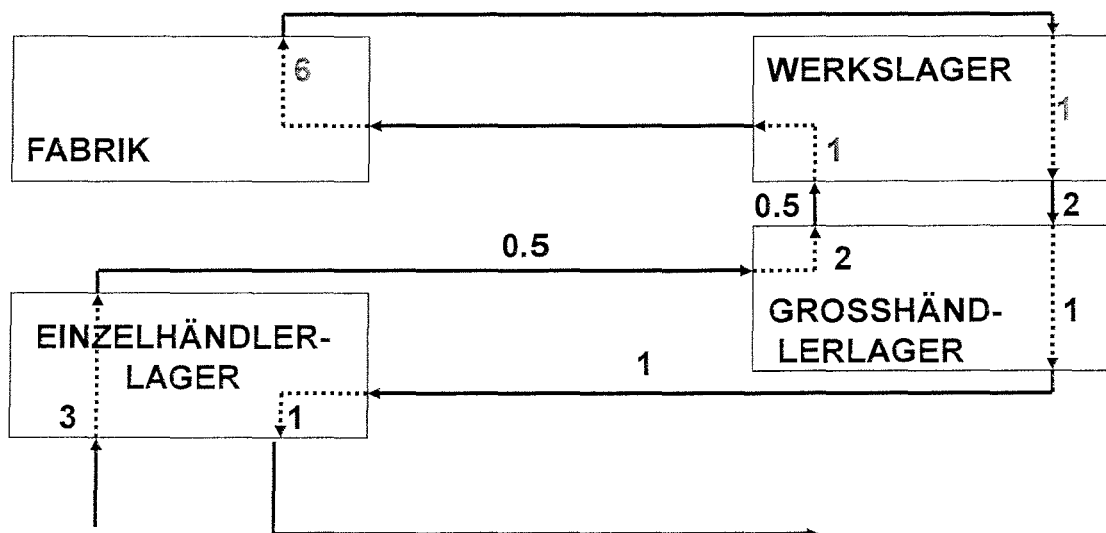 6
WERKSLAGER
1
FABRIK
1
0.5
2
0.5
2
GROSSHÄND-
LERLAGER
1
EINZELHÄNDLER-
LAGER
1
3
1